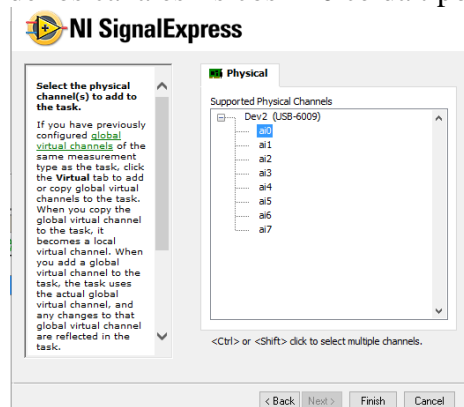 NI SignalExpress
Select the physical
channel(s) to add to
the task.
If you have previously
configured global
virtual channels of the
same measurement
type as the task, click
the Virtual tab to add
or copy global virtual
channels to the task.
When you copy the
global virtual channel
to the task, it
becomes a local
virtual channel. When
you add a global
virtual channel to the
task, the task uses
the actual global
virtual channel, and
any changes to that
global virtual channel
are reflected in the
task.
Physical
Supported Physical Channels
Dev2 (USB-6009)
ai0
ai1
ai2
ai3
ai4
ai5
ai6
ai7
<Ctrl> or <Shift> click to select multiple channels.
< Back Next > Finish Cancel